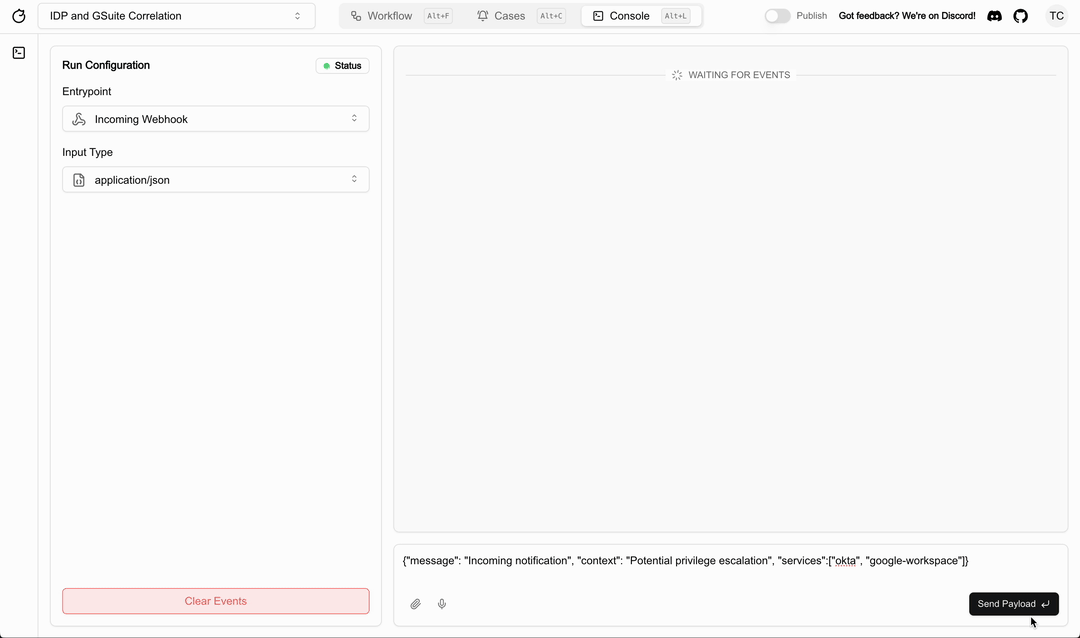 IDP and GSuite Correlation
Workflow Alt+F
Cases Alt+C
Console Alt+L
Publish
Got feedback? We're on Discord!
TC
Run Configuration
Status
Entrypoint
Incoming Webhook
Input Type
application/json
Clear Events
WAITING FOR EVENTS
{"message": "Incoming notification", "context": "Potential privilege escalation", "services":["okta", "google-workspace"]}
Send Payload